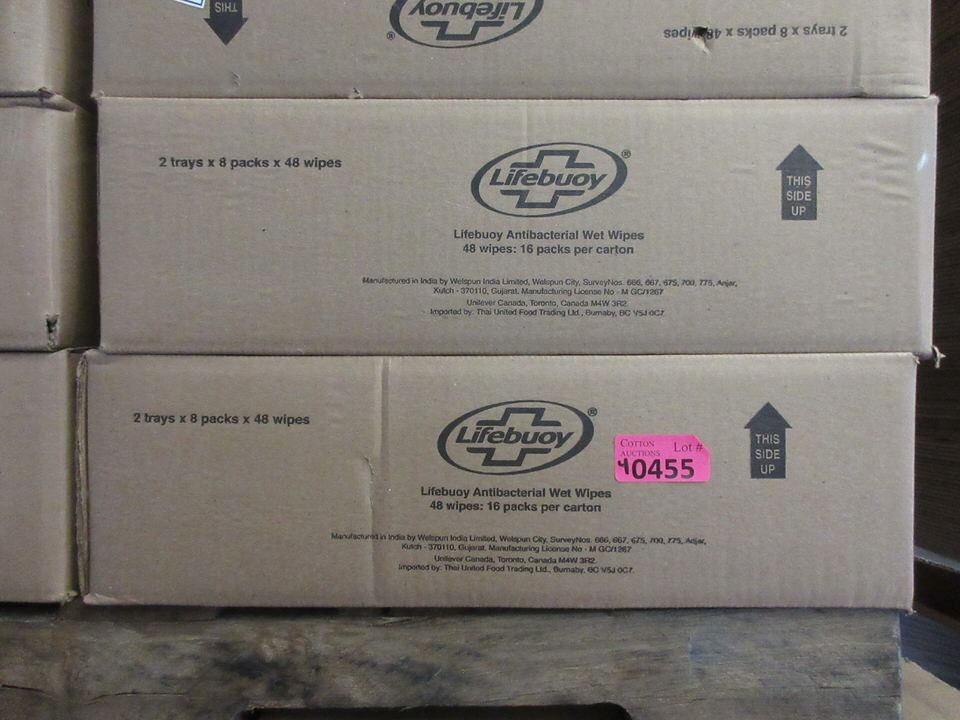 THIS
Lifebuoy
®
2 trays x 8 packs x 48 wipes
2 trays x 8 packs x 48 wipes
Lifebuoy®
THIS
SIDE
UP
Lifebuoy Antibacterial Wet Wipes
48 wipes: 16 packs per carton
Manufactured in India by Welspun India Limited, Welspun City, SurveyNos. 666, 667, 675, 700, 775, Anjar,
Kutch - 370110, Gujarat. Manufacturing License No - M GC/1267
Unilever Canada, Toronto, Canada M4W 3R2.
Imported by: Thai United Food Trading Ltd., Burnaby, BC V5J 0C7.
2 trays x 8 packs x 48 wipes
Lifebuoy®
COTTON
AUCTIONS
Lot #
40455
THIS
SIDE
UP
Lifebuoy Antibacterial Wet Wipes
48 wipes: 16 packs per carton
Manufactured in India by Welspun India Limited, Welspun City, SurveyNos. 666, 667, 675, 700, 775, Anjar,
Kutch - 370110, Gujarat. Manufacturing License No - M GC/1267
Unilever Canada, Toronto, Canada M4W 3R2.
Imported by: Thai United Food Trading Ltd., Burnaby, BC V5J 0C7.